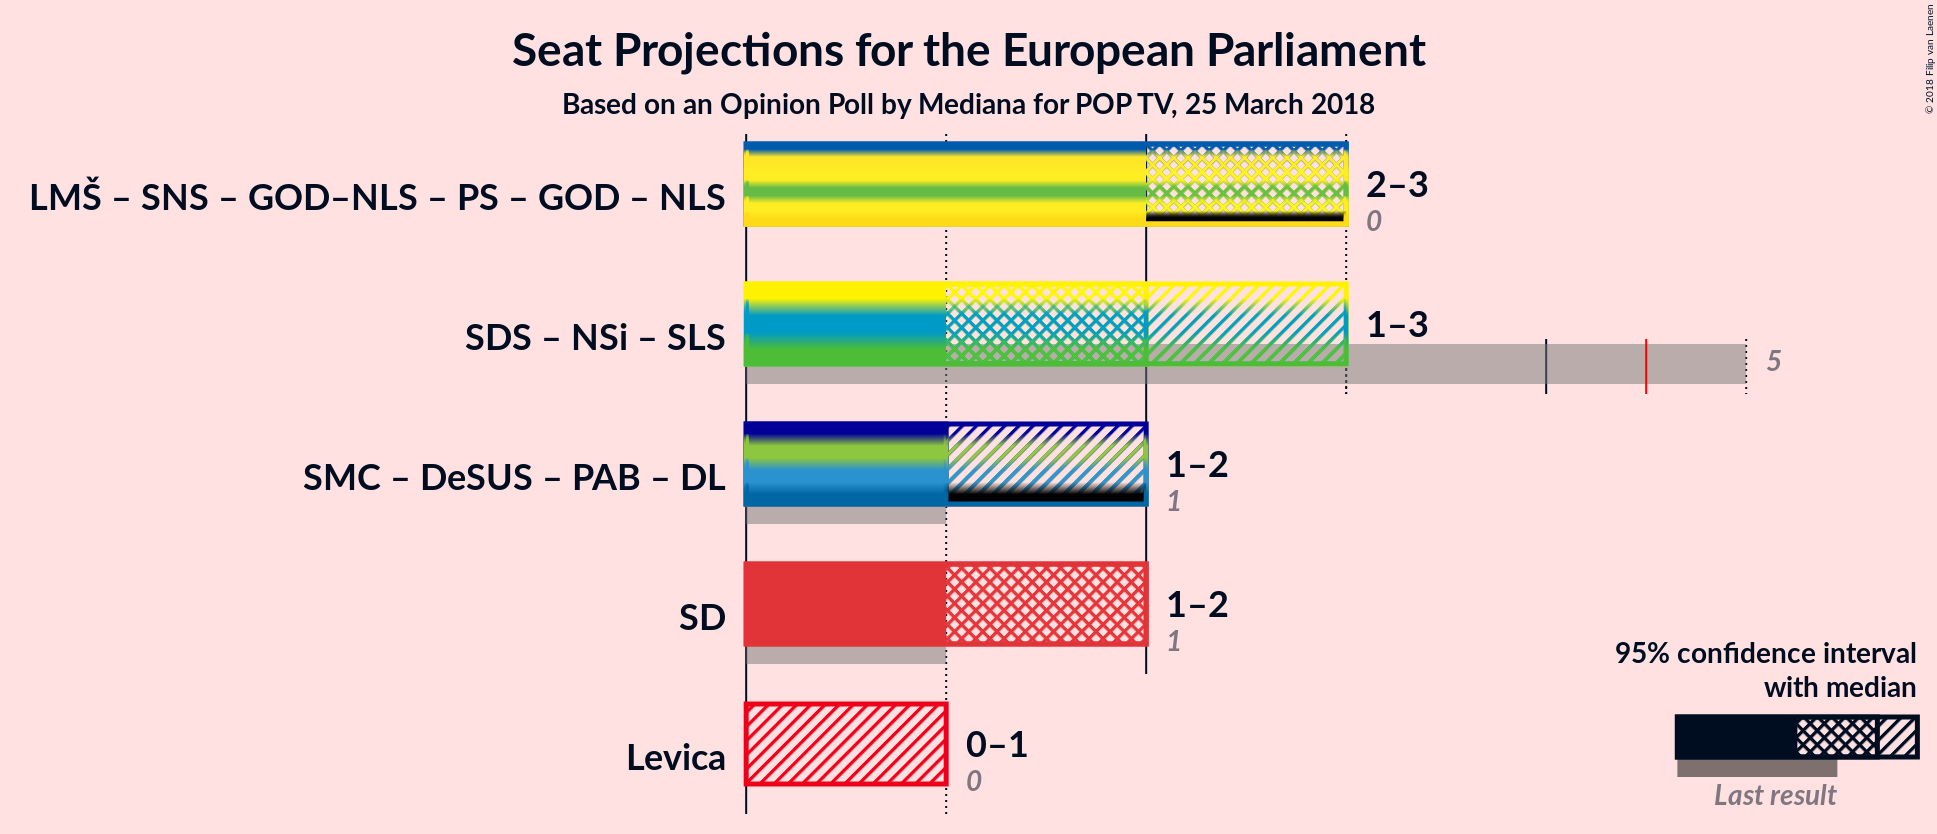 Seat Projections for the European Parliament
Based on an Opinion Poll by Mediana for POP TV, 25 March 2018
© 2018 Filip van Laenen
LMŠ – SNS – GOD–NLS – PS – GOD – NLS
2–3
0
SDS – NSi – SLS
1–3
5
SMC – DeSUS – PAB – DL
1–2
1
SD
1–2
1
Levica
0–1
0
95% confidence interval
with median
Last result